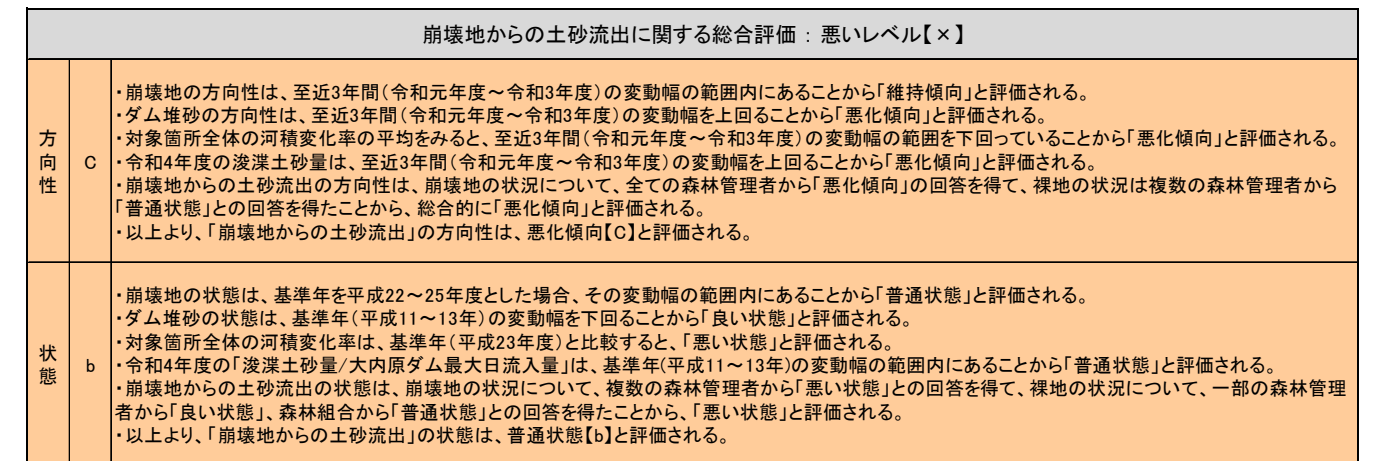 崩壊地からの土砂流出に関する総合評価 : 悪いレベル【×】
方向性
C
・崩壊地の方向性は、至近3年間(令和元年度～令和3年度)の変動幅の範囲内にあることから「維持傾向」と評価される。
・ダム堆砂の方向性は、至近3年間(令和元年度～令和3年度)の変動幅を上回ることから「悪化傾向」と評価される。
・対象箇所全体の河積変化率の平均をみると、至近3年間(令和元年度～令和3年度)の変動幅の範囲を下回っていることから「悪化傾向」と評価される。
・令和4年度の浚渫土砂量は、至近3年間(令和元年度～令和3年度)の変動幅を上回ることから「悪化傾向」と評価される。
・崩壊地からの土砂流出の方向性は、崩壊地の状況について、全ての森林管理者から「悪化傾向」の回答を得て、裸地の状況は複数の森林管理者から
「普通状態」との回答を得たことから、総合的に「悪化傾向」と評価される。
・以上より、「崩壊地からの土砂流出」の方向性は、悪化傾向【C】と評価される。
状態
b
・崩壊地の状態は、基準年を平成22～25年度とした場合、その変動幅の範囲内にあることから「普通状態」と評価される。
・ダム堆砂の状態は、基準年(平成11～13年)の変動幅を下回ることから「良い状態」と評価される。
・対象箇所全体の河積変化率は、基準年(平成23年度)と比較すると、「悪い状態」と評価される。
・令和4年度の「浚渫土砂量/大内原ダム最大日流入量」は、基準年(平成11～13年)の変動幅の範囲内にあることから「普通状態」と評価される。
・崩壊地からの土砂流出の状態は、崩壊地の状況について、複数の森林管理者から「悪い状態」との回答を得て、裸地の状況について、一部の森林管理
者から「良い状態」、森林組合から「普通状態」との回答を得たことから、「悪い状態」と評価される。
・以上より、「崩壊地からの土砂流出」の状態は、普通状態【b】と評価される。